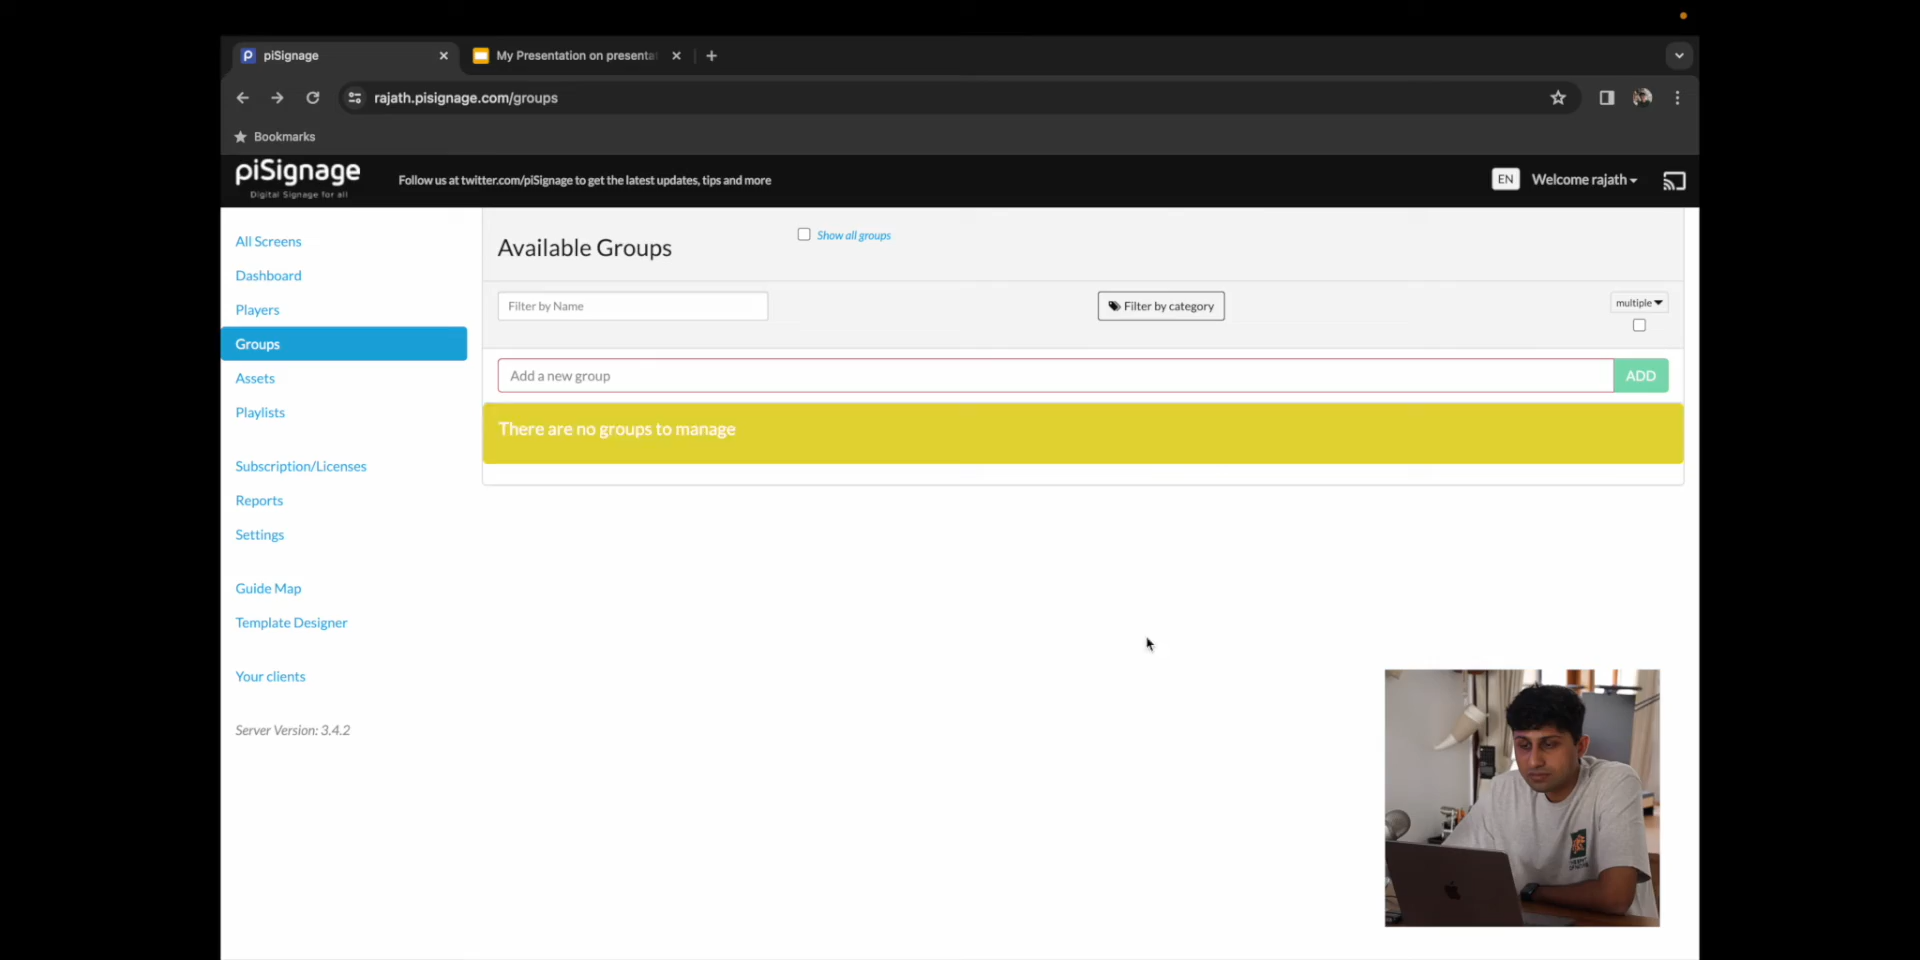 piSignage
My Presentation on presenta
rajath.pisignage.com/groups
Bookmarks
piSignage
Digital Signage for all
Follow us at twitter.com/piSignage to get the latest updates, tips and more
EN
Welcome rajath
All Screens
Dashboard
Players
Groups
Assets
Playlists
Subscription/Licenses
Reports
Settings
Guide Map
Template Designer
Your clients
Server Version: 3.4.2
Available Groups
Show all groups
Filter by Name
Filter by category
multiple
Add a new group
ADD
There are no groups to manage